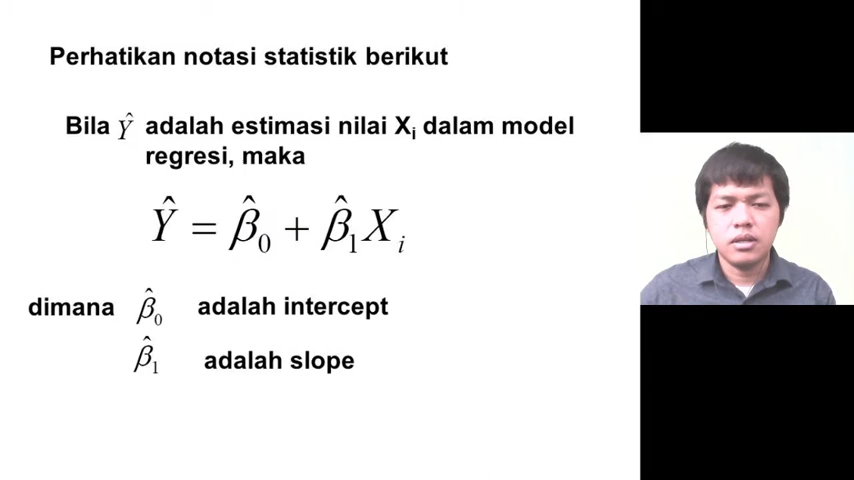 Perhatikan notasi statistik berikut
Bila Ŷ adalah estimasi nilai Xᵢ dalam model
regresi, maka
Ŷ = β̂₀ + β̂₁Xᵢ
dimana β̂₀ adalah intercept
β̂₁ adalah slope